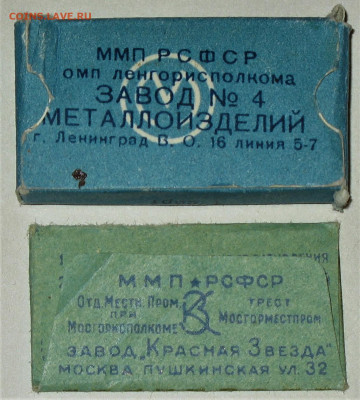 COINS.LAVE.RU
ММП РСФСР
ОМП ЛЕНГОРИСПОЛКОМА
ЗАВОД № 4
МЕТАЛЛОИЗДЕЛИЙ
г. Ленинград В. О. 16 линия 5-7
ММП★РСФСР
ОТД. МЕСТН. ПРОМ ТРЕСТ
ПРИ
МОСГОРИСПОЛКОМЕ МОСГОРМЕСТПРОМ
ЗАВОД „КРАСНАЯ ЗВЕЗДА"
МОСКВА ПУШКИНСКАЯ УЛ. 32